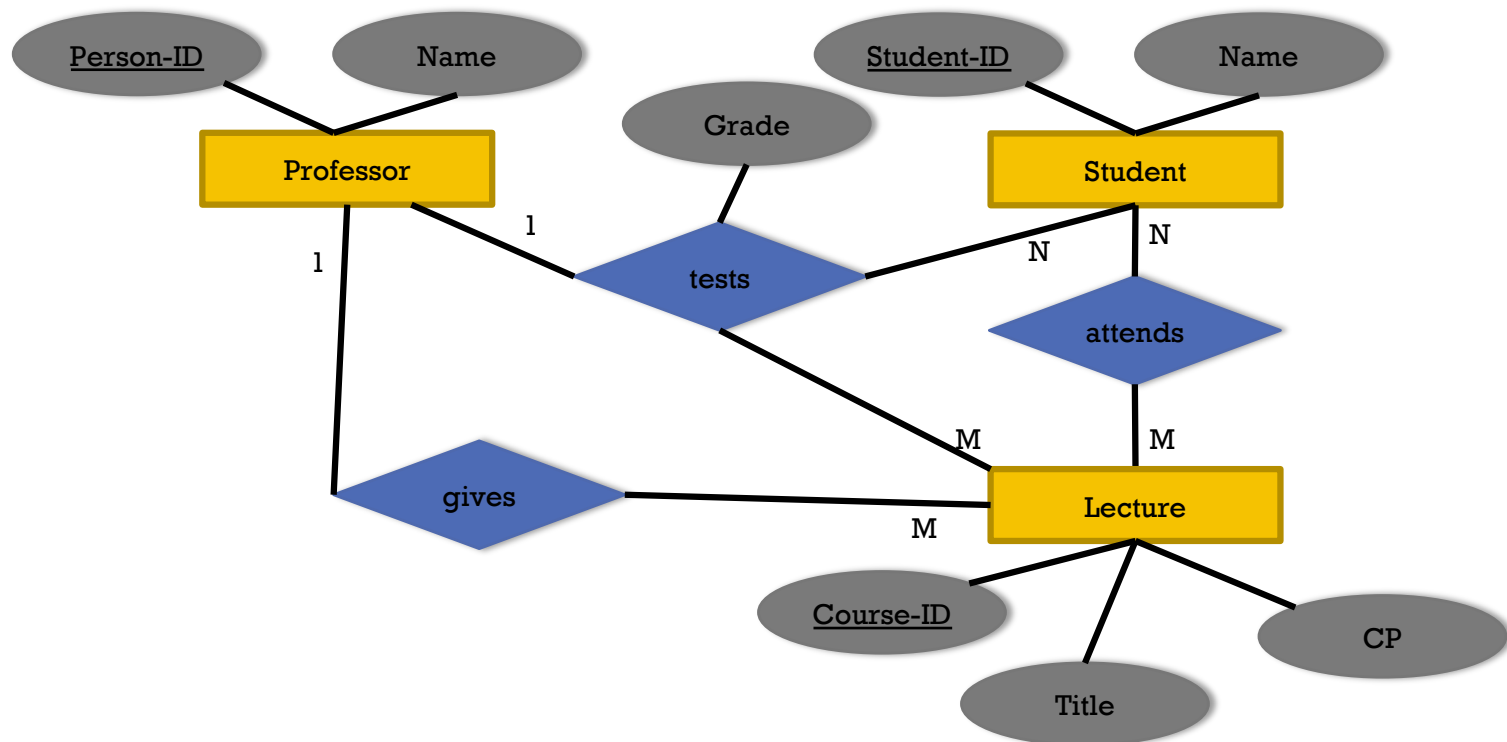 Person-ID
Name
Student-ID
Name
Grade
Professor
Student
1
1
N
N
tests
attends
M
M
gives
M
Lecture
Course-ID
CP
Title